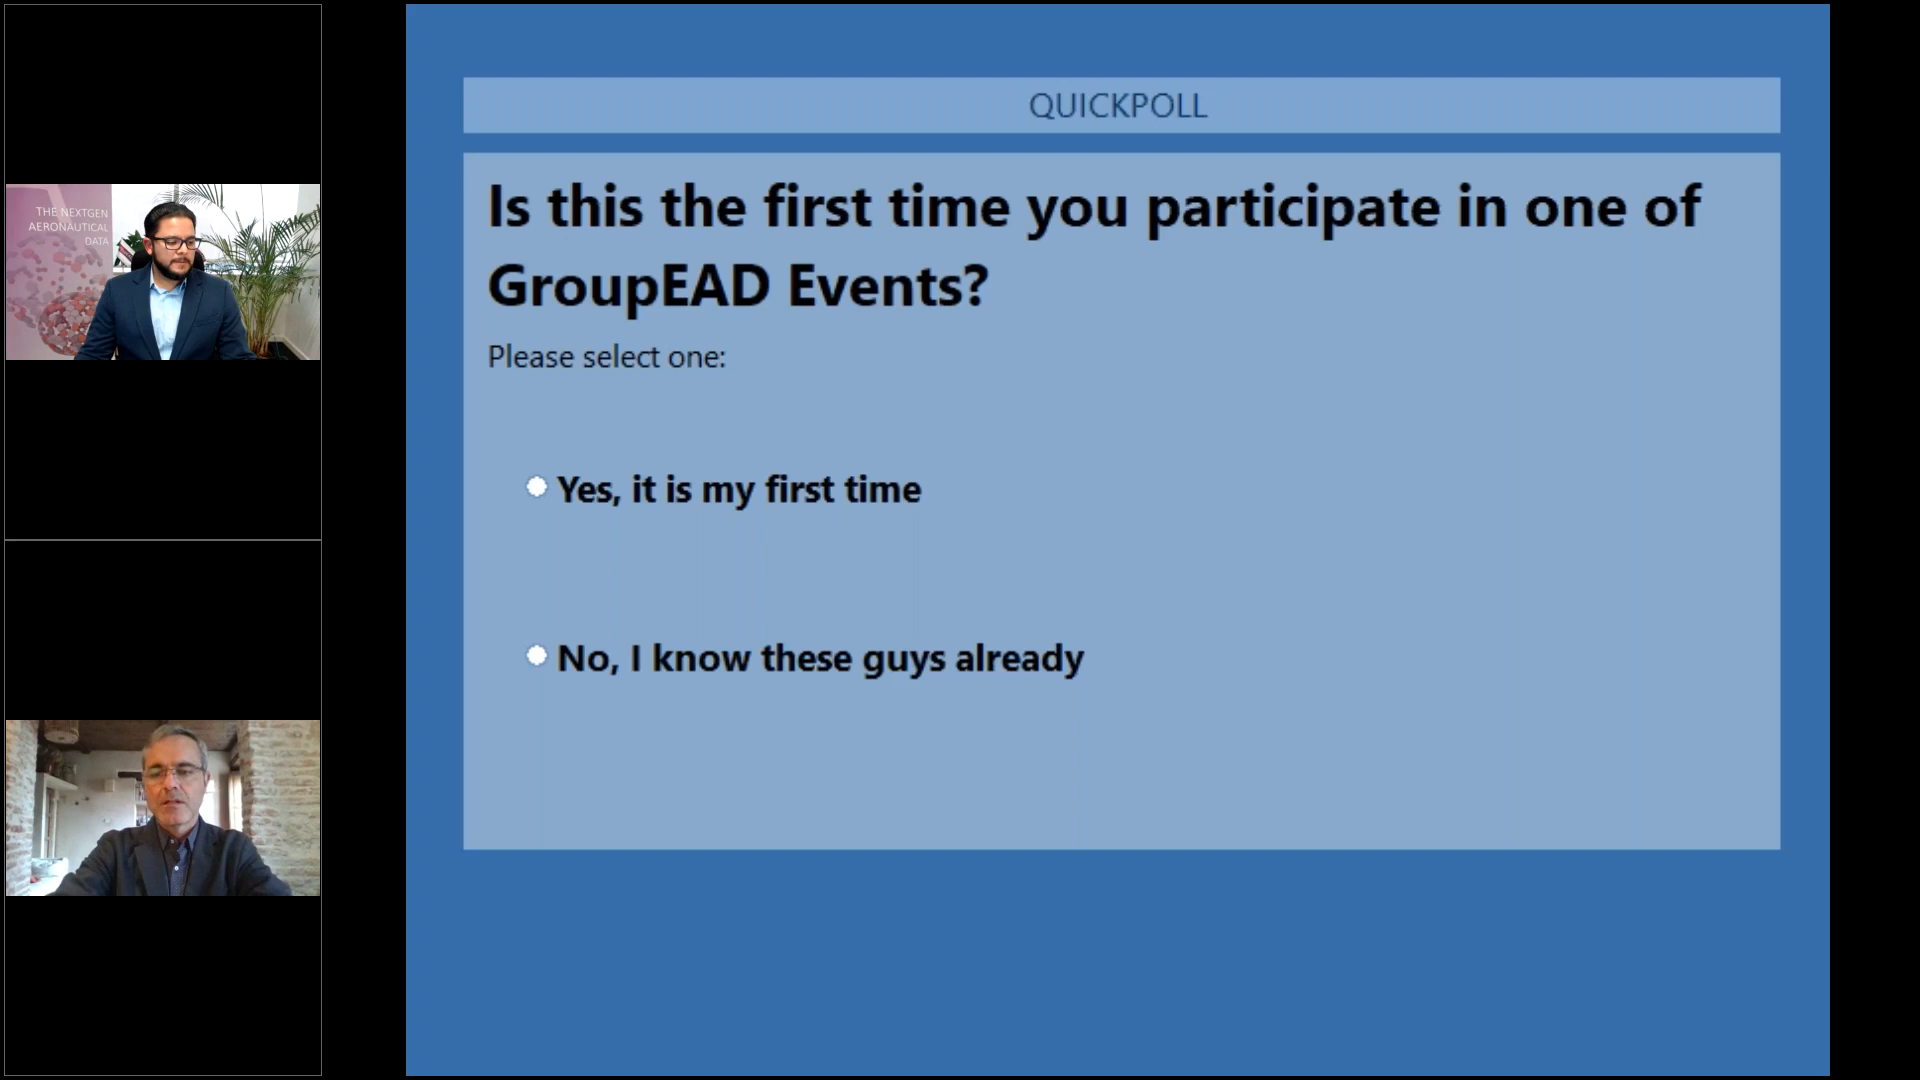 THE NEXTGEN
AERONAUTICAL
DATA
QUICKPOLL
Is this the first time you participate in one of
GroupEAD Events?
Please select one:
Yes, it is my first time
No, I know these guys already